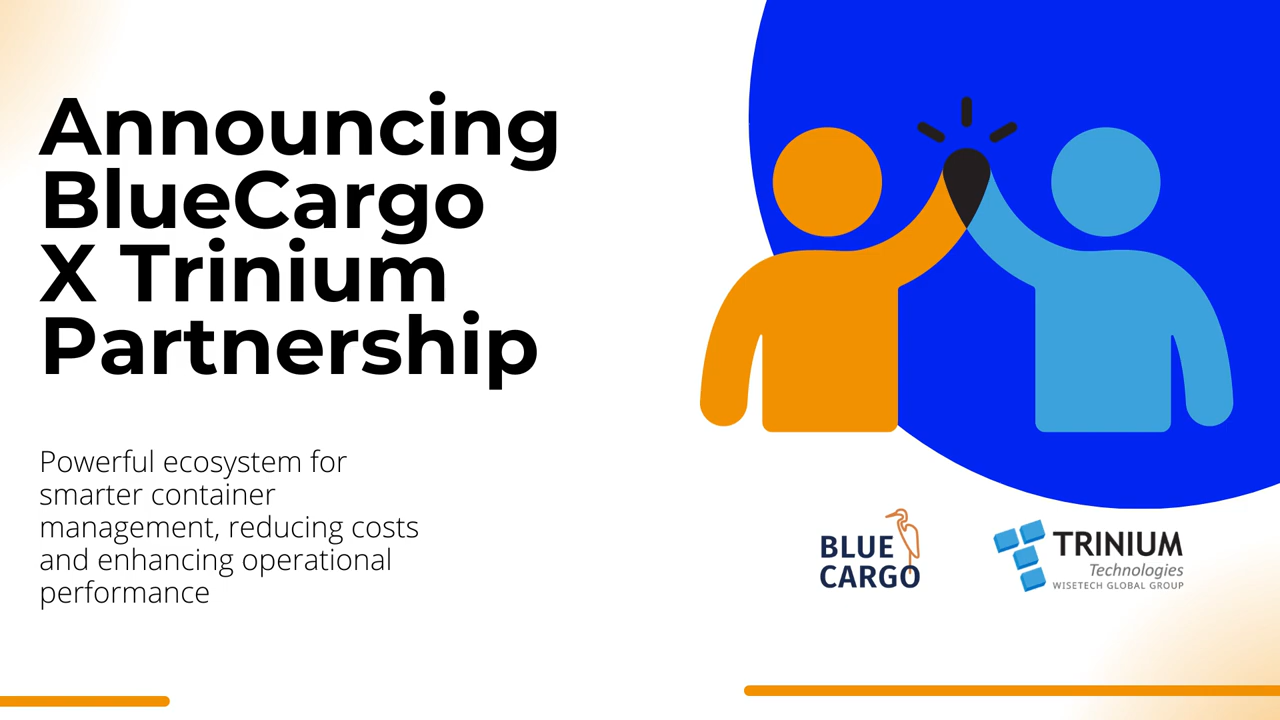 Announcing
BlueCargo
X Trinium
Partnership
Powerful ecosystem for
smarter container
management, reducing costs
and enhancing operational
performance
BLUE
CARGO
TRINIUM
Technologies
WISETECH GLOBAL GROUP